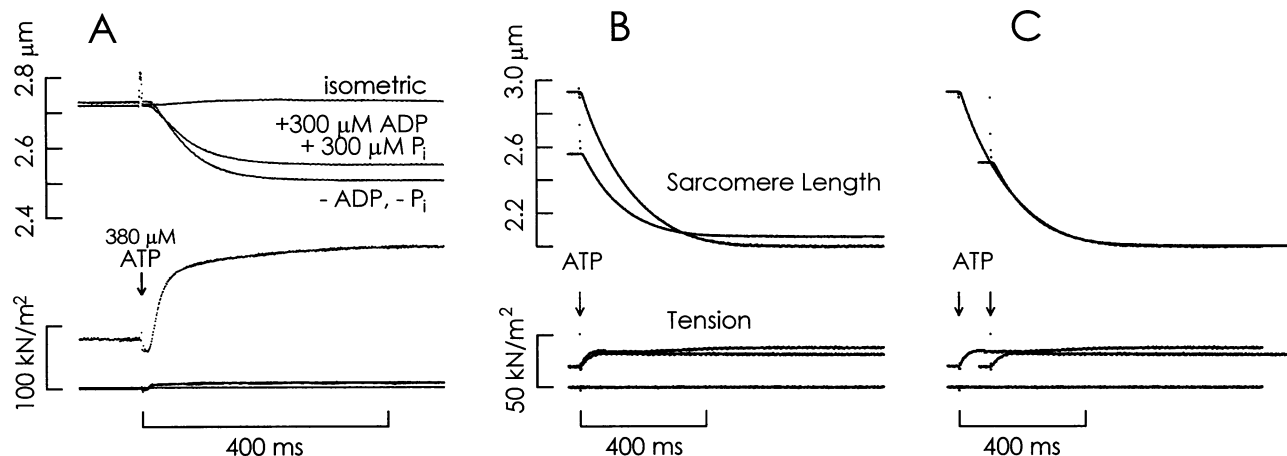 A
B
C
2.8 μm
2.6
2.4
isometric
+300 μM ADP
+ 300 μM Pi
- ADP, - Pi
380 μM
ATP
100 kN/m²
400 ms
3.0 μm
2.6
2.2
Sarcomere Length
ATP
Tension
50 kN/m²
400 ms
ATP
400 ms